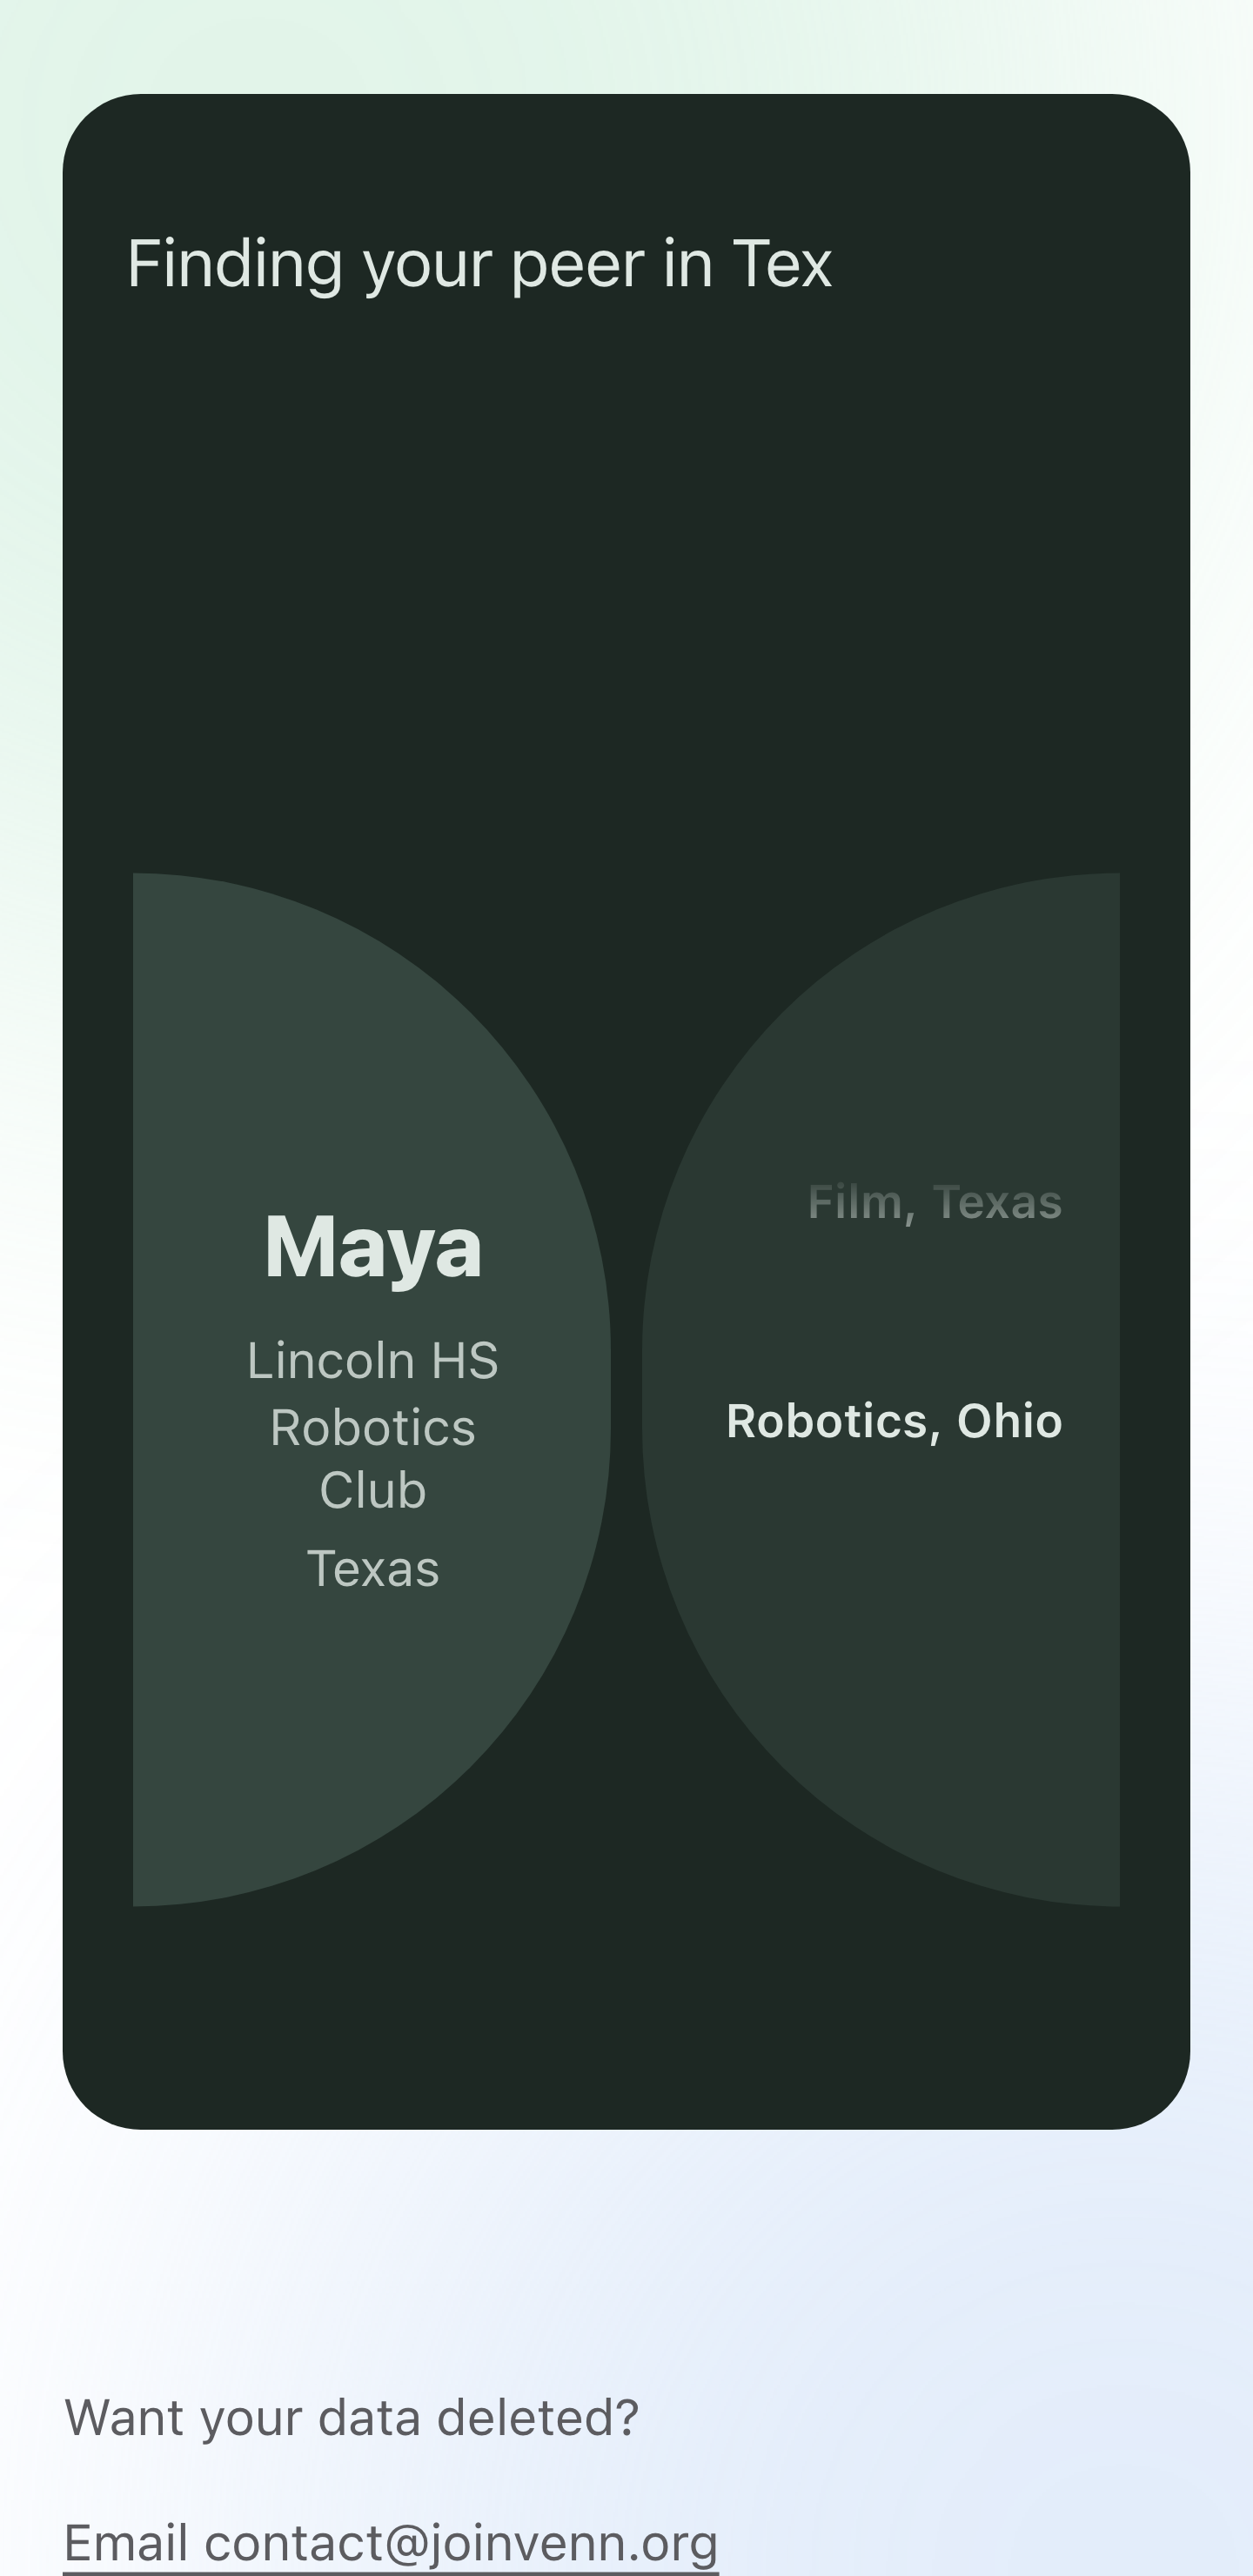 Finding your peer in Tex
Maya
Lincoln HS
Robotics
Club
Texas
Film, Texas
Robotics, Ohio
Want your data deleted?
Email contact@joinvenn.org